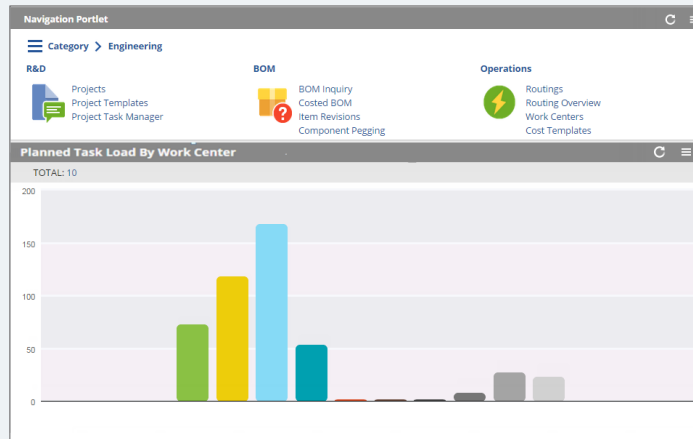 Navigation Portlet
Category Engineering
R&D
Projects
Project Templates
Project Task Manager
BOM
BOM Inquiry
Costed BOM
Item Revisions
Component Pegging
Operations
Routings
Routing Overview
Work Centers
Cost Templates
Planned Task Load By Work Center
TOTAL: 10
200
150
100
50
0